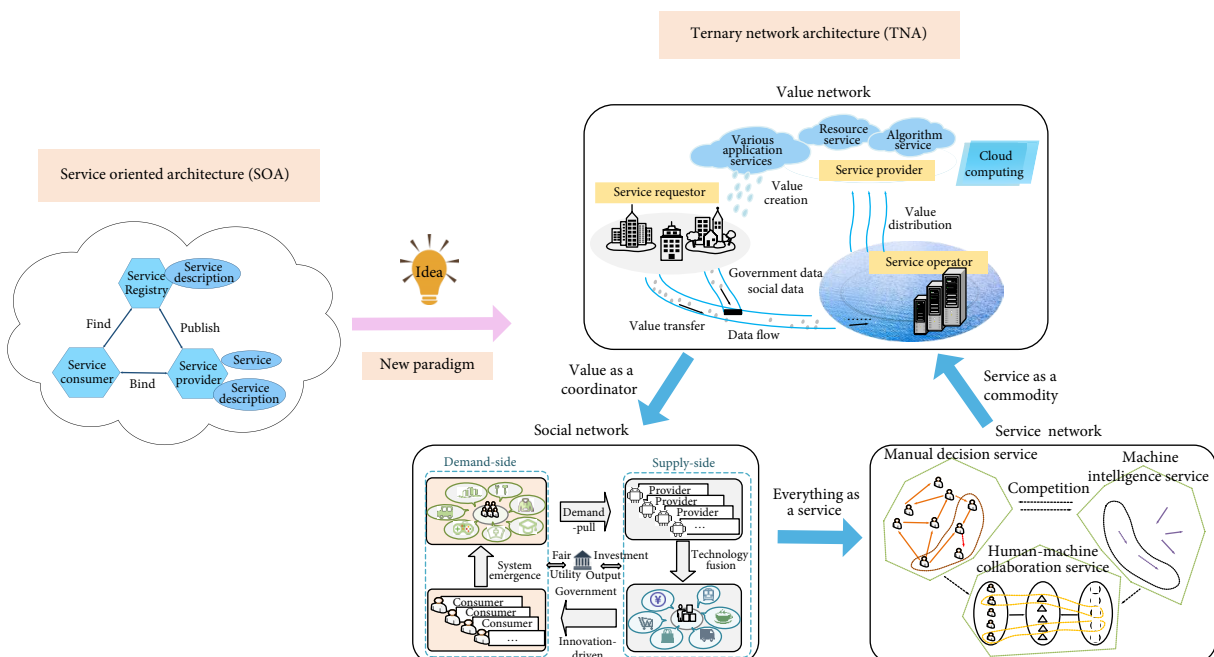 Ternary network architecture (TNA)
Service oriented architecture (SOA)
Service
Registry
Service
description
Find
Publish
Service
consumer
Bind
Service
provider
Service
Service
description
Idea
New paradigm
Value network
Various
application
services
Resource
service
Algorithm
service
Cloud
computing
Service provider
Service requestor
Value
creation
Value
distribution
Service operator
Government data
social data
Value transfer
Data flow
......
Value as a
coordinator
Service as a
commodity
Social network
Demand-side
Supply-side
Demand
-pull
Provider
Provider
Provider
...
System
emergence
Fair
Utility
Investment
Output
Government
Technology
fusion
Consumer
Consumer
Consumer
...
Innovation-
driven
¥
Everything as
a service
Service network
Manual decision service
Machine
intelligence service
Competition
Human-machine
collaboration service